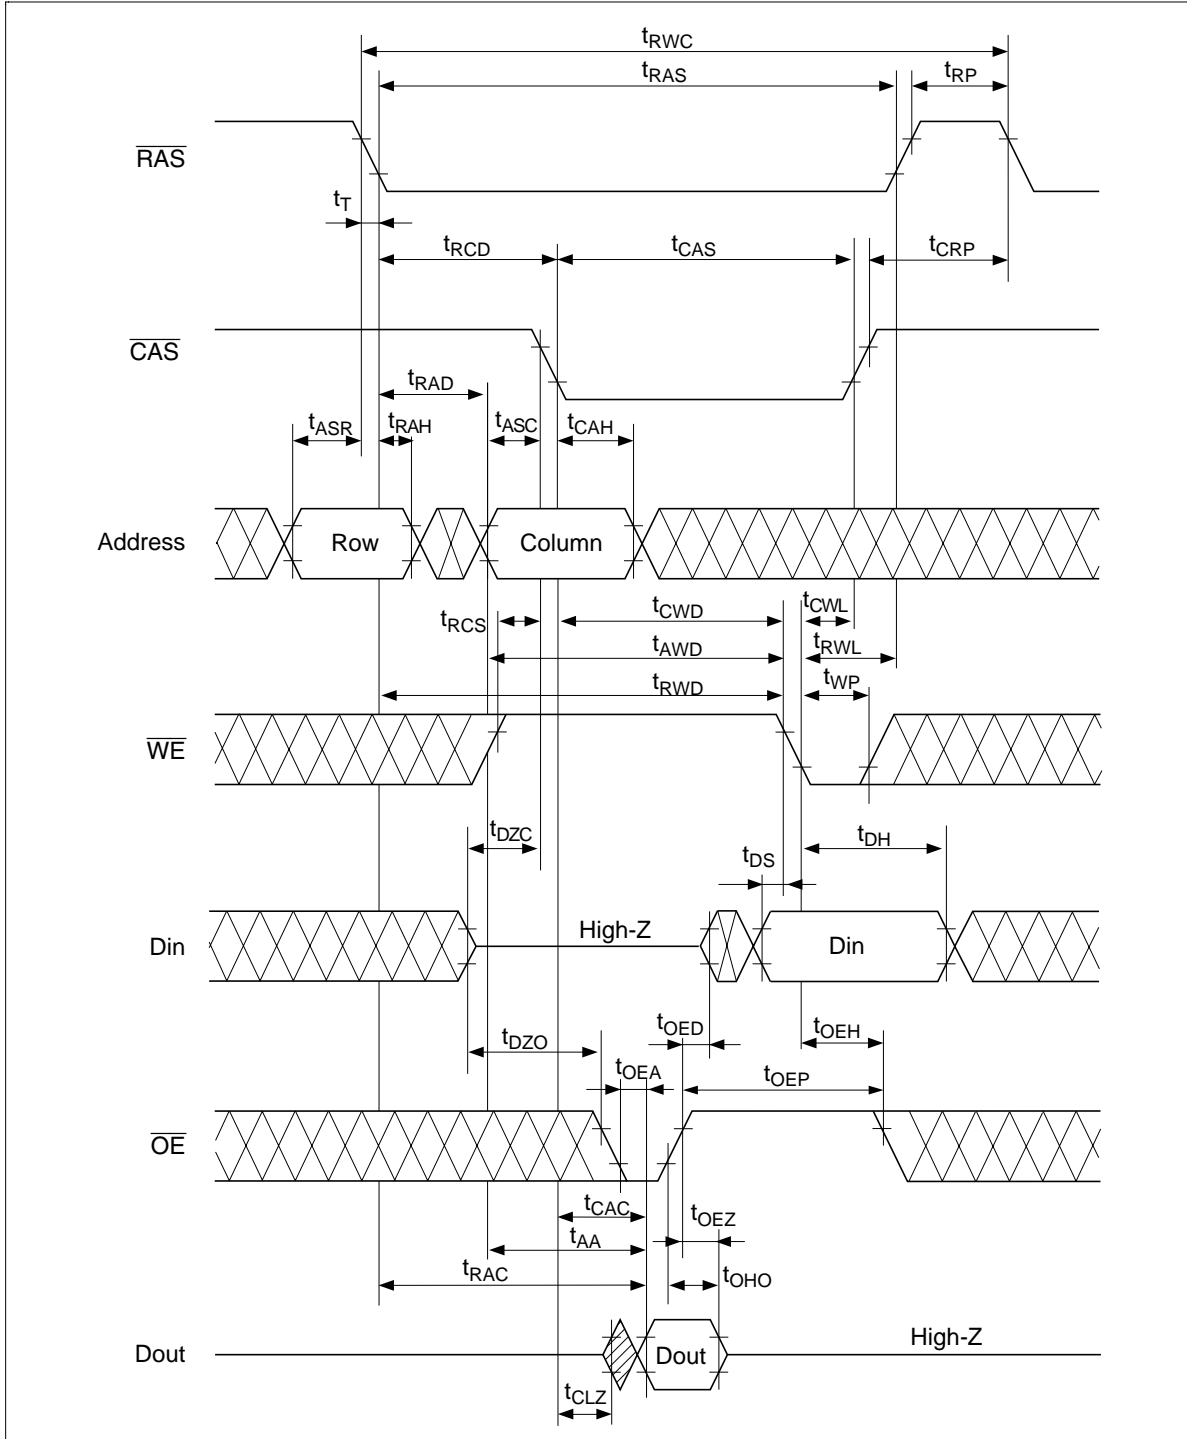 tRWC
tRAS
tRP
RAS
tT
tRCD
tCAS
tCRP
CAS
tRAD
tASR
tRAH
tASC
tCAH
Address
Row
Column
tRCS
tCWD
tCWL
tAWD
tRWL
tRWD
tWP
WE
tDZC
tDH
tDS
Din
High-Z
Din
tDZO
tOED
tOEH
tOEA
tOEP
OE
tCAC
tOEZ
tAA
tRAC
tOHO
Dout
Dout
High-Z
tCLZ